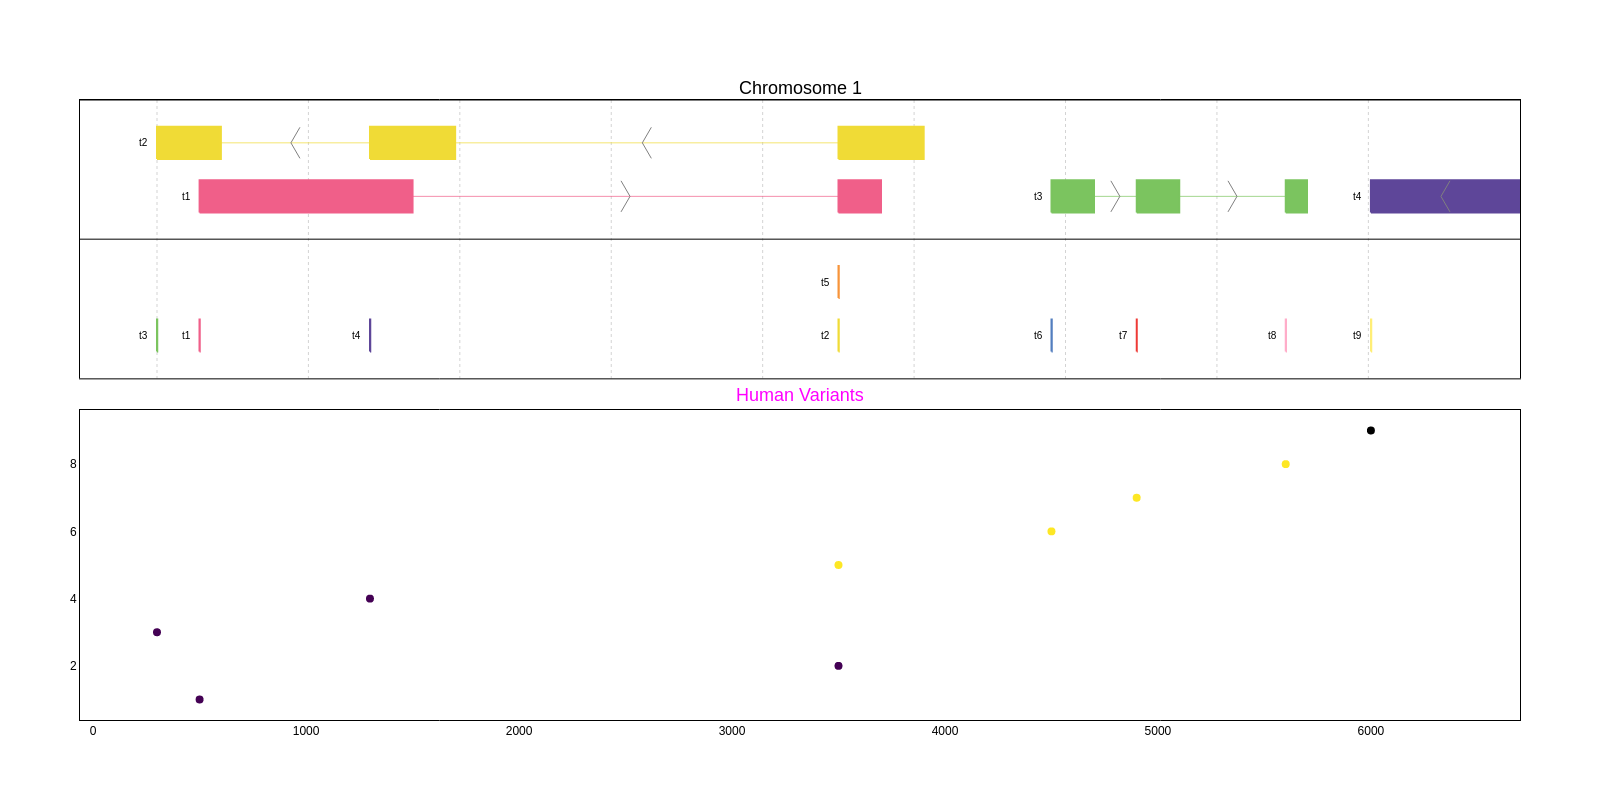 Chromosome 1
t2
t1 t3 t4
t5
t3 t1 t4 t2 t6 t7 t8 t9
Human Variants
8
6
4
2
0 1000 2000 3000 4000 5000 6000